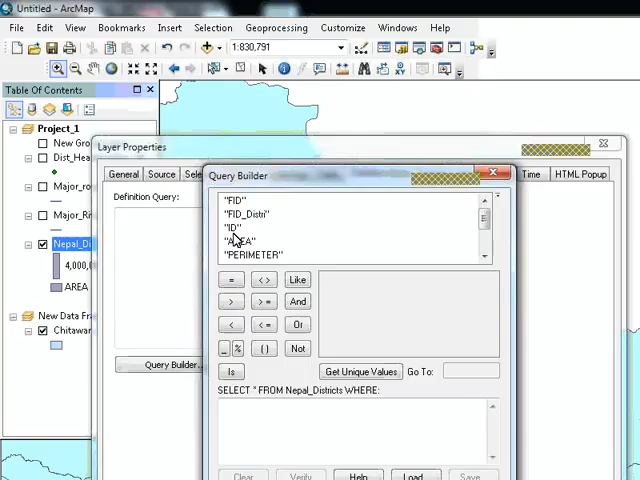 Untitled - ArcMap
File Edit View Bookmarks Insert Selection Geoprocessing Customize Windows Help
1:830,791
Table Of Contents
Project_1
New Gro
Dist_Hea
Major_ro
Major_Ri
Nepal_Di
4,000,
AREA
New Data Fra
Chitawar
Layer Properties
General Source Sele Time HTML Popup
Definition Query:
Query Builder...
Query Builder
"FID"
"FID_Distri"
"ID"
"AREA"
"PERIMETER"
= < > Like
> > = And
< < = Or
_ % ( ) Not
Is Get Unique Values Go To:
SELECT * FROM Nepal_Districts WHERE:
Clear Verify Help Load... Save...